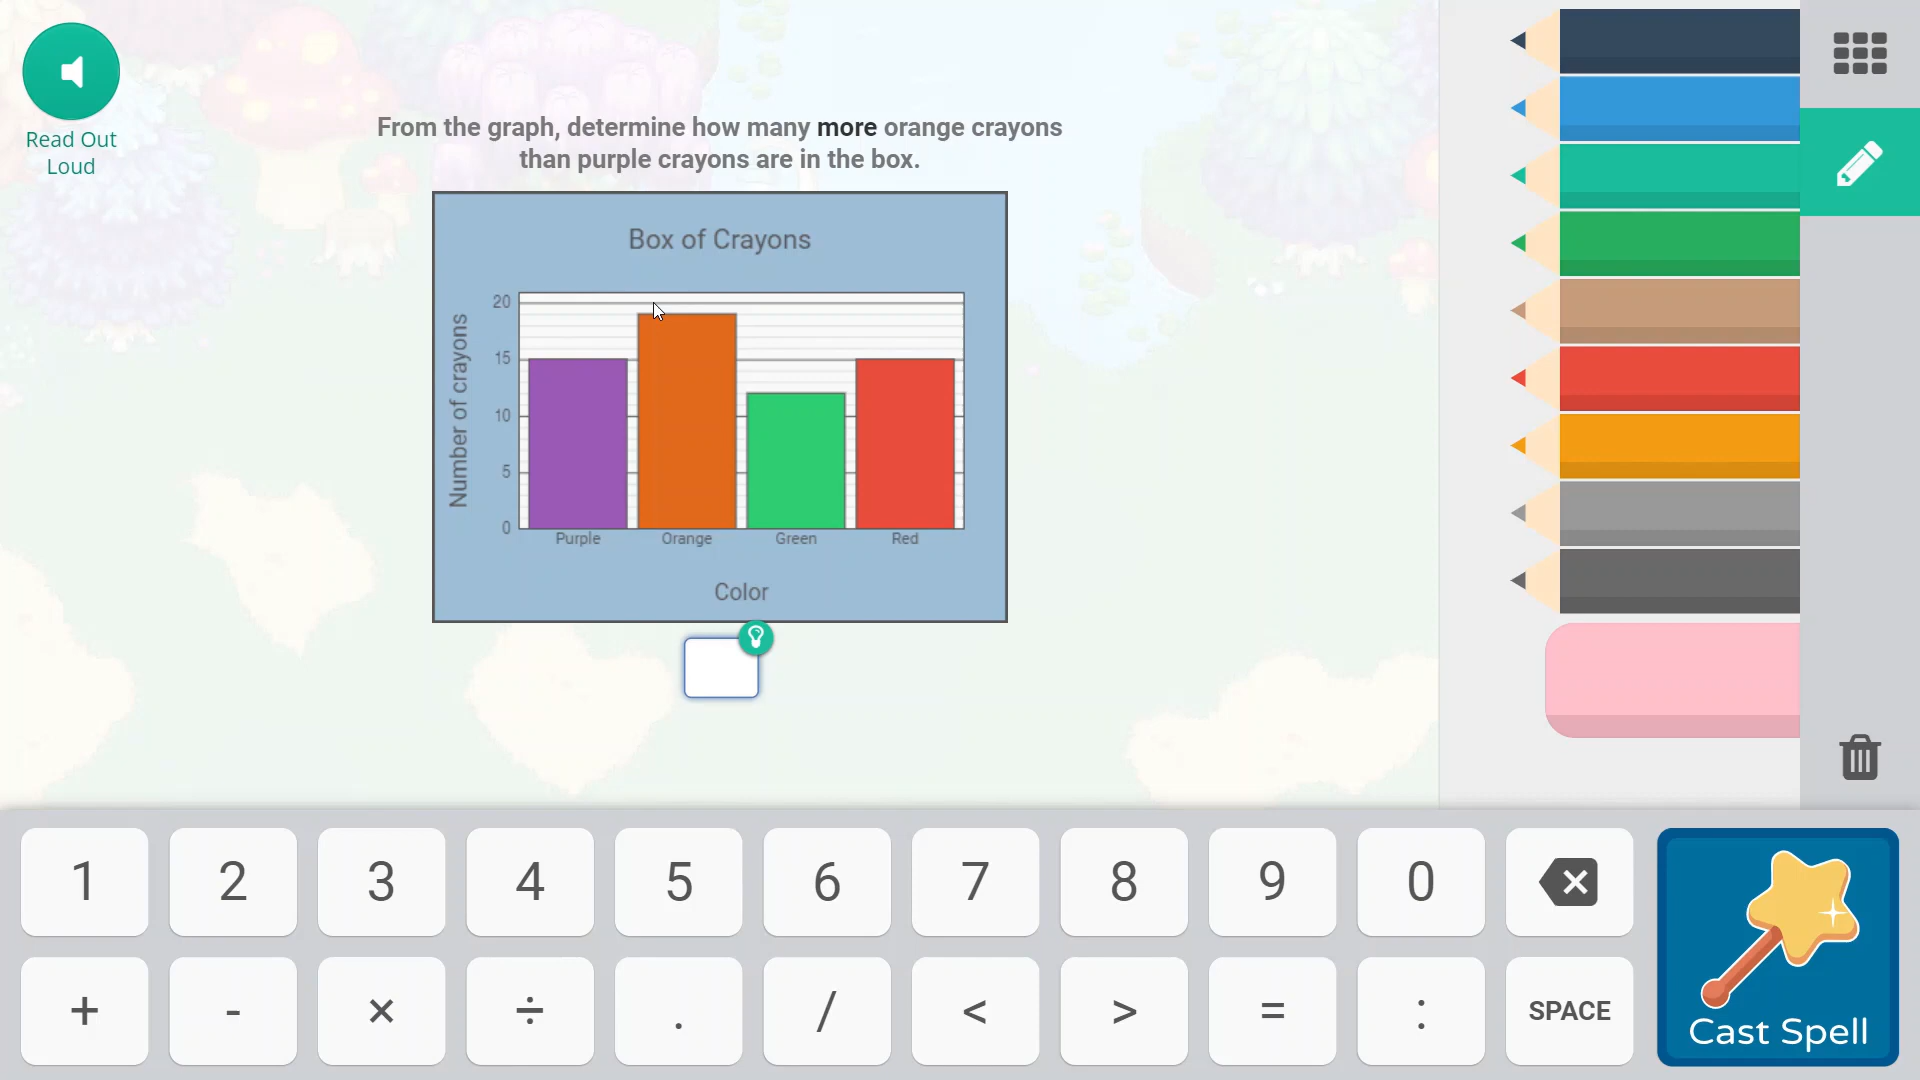 Read Out
Loud
From the graph, determine how many more orange crayons
than purple crayons are in the box.
Box of Crayons
Number of crayons
20
15
10
5
0
Purple Orange Green Red
Color
1 2 3 4 5 6 7 8 9 0
+ - × ÷ . / < > = : SPACE
Cast Spell